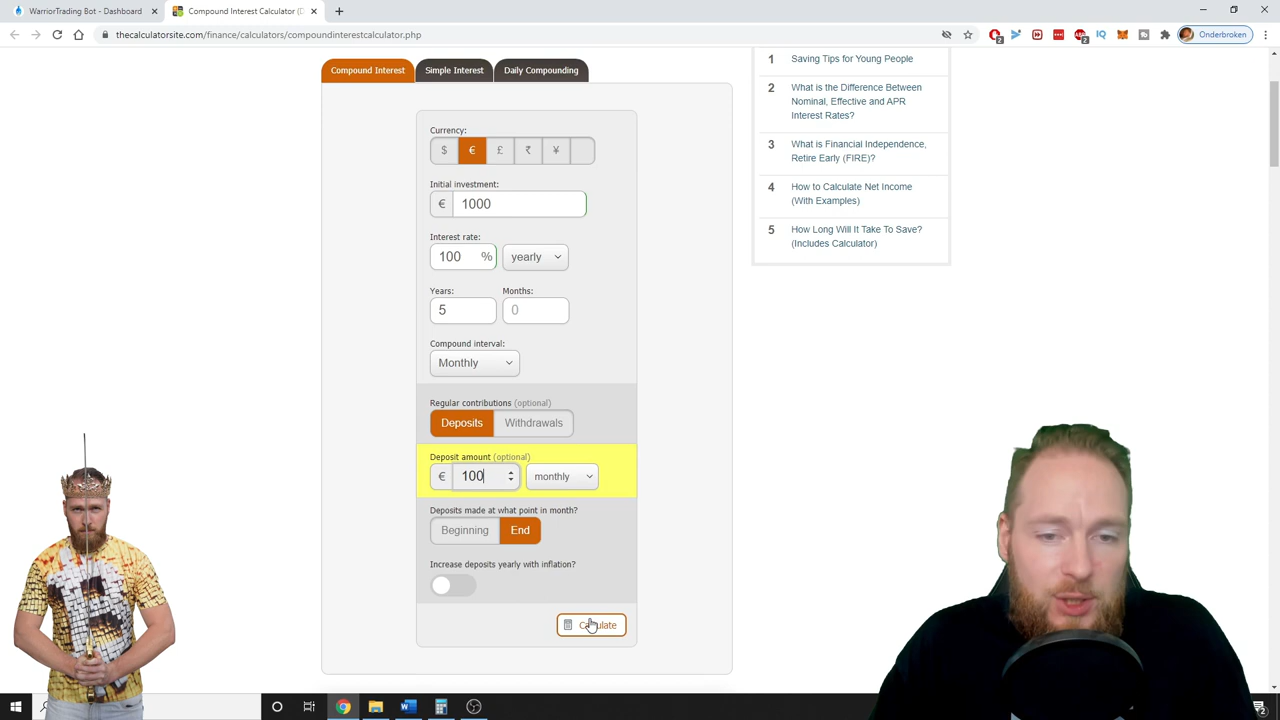 WarriorTrading Bot - Dashboard
Compound Interest Calculator (D
thecalculatorsite.com/finance/calculators/compoundinterestcalculator.php
Onderbroken
Compound Interest
Simple Interest
Daily Compounding
Currency:
$ € £ ₹ ¥
Initial investment:
€ 1000
Interest rate:
100 % yearly
Years: Months:
5 0
Compound interval:
Monthly
Regular contributions (optional)
Deposits Withdrawals
Deposit amount (optional)
€ 100 monthly
Deposits made at what point in month?
Beginning End
Increase deposits yearly with inflation?
Calculate
1 Saving Tips for Young People
2 What is the Difference Between
Nominal, Effective and APR
Interest Rates?
3 What is Financial Independence,
Retire Early (FIRE)?
4 How to Calculate Net Income
(With Examples)
5 How Long Will It Take To Save?
(Includes Calculator)